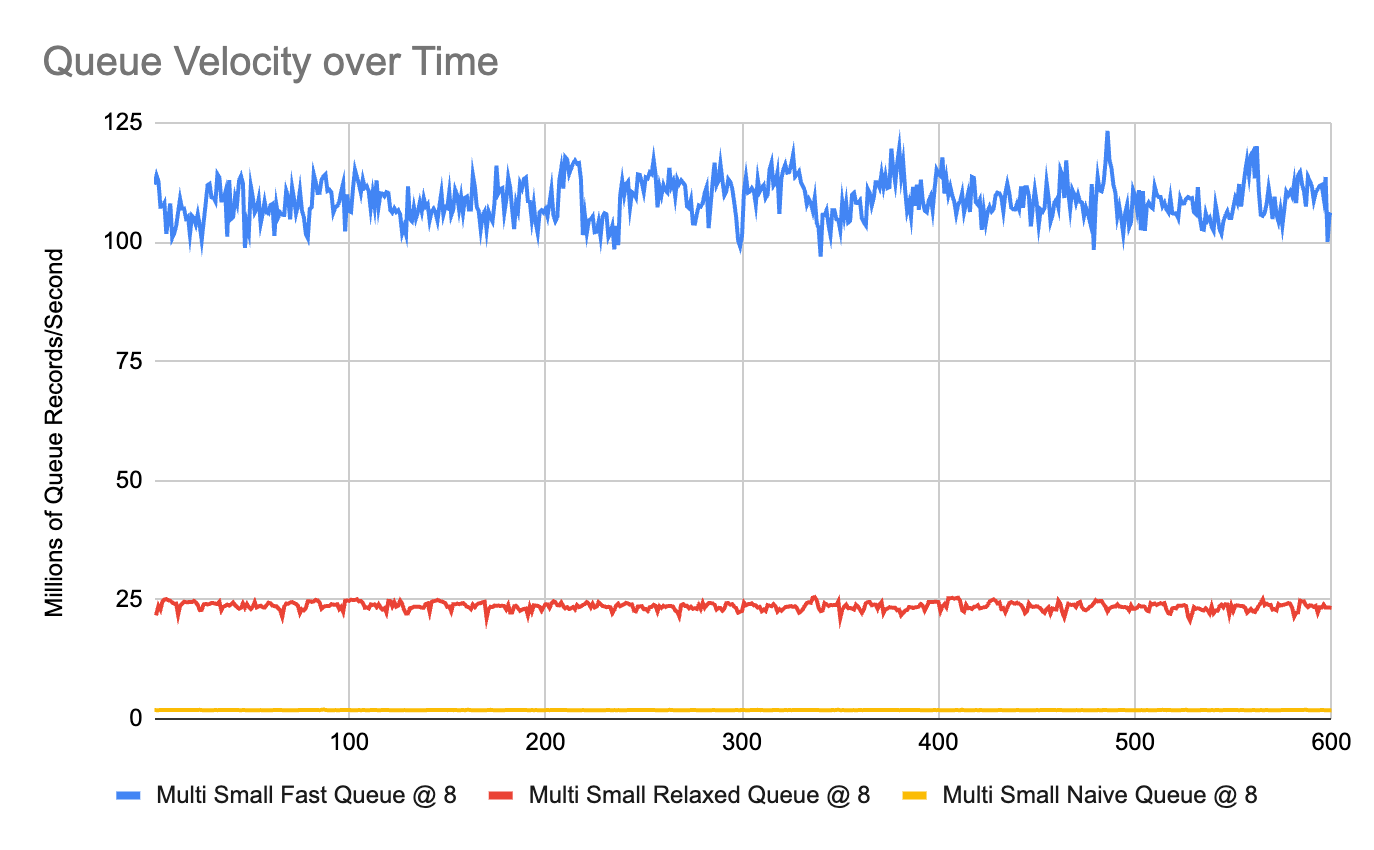 Queue Velocity over Time
Millions of Queue Records/Second
125
100
75
50
25
0
100 200 300 400 500 600
Multi Small Fast Queue @ 8 Multi Small Relaxed Queue @ 8 Multi Small Naive Queue @ 8